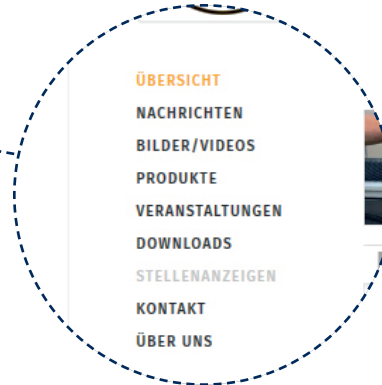 ÜBERSICHT
NACHRICHTEN
BILDER/VIDEOS
PRODUKTE
VERANSTALTUNGEN
DOWNLOADS
STELLENANZEIGEN
KONTAKT
ÜBER UNS